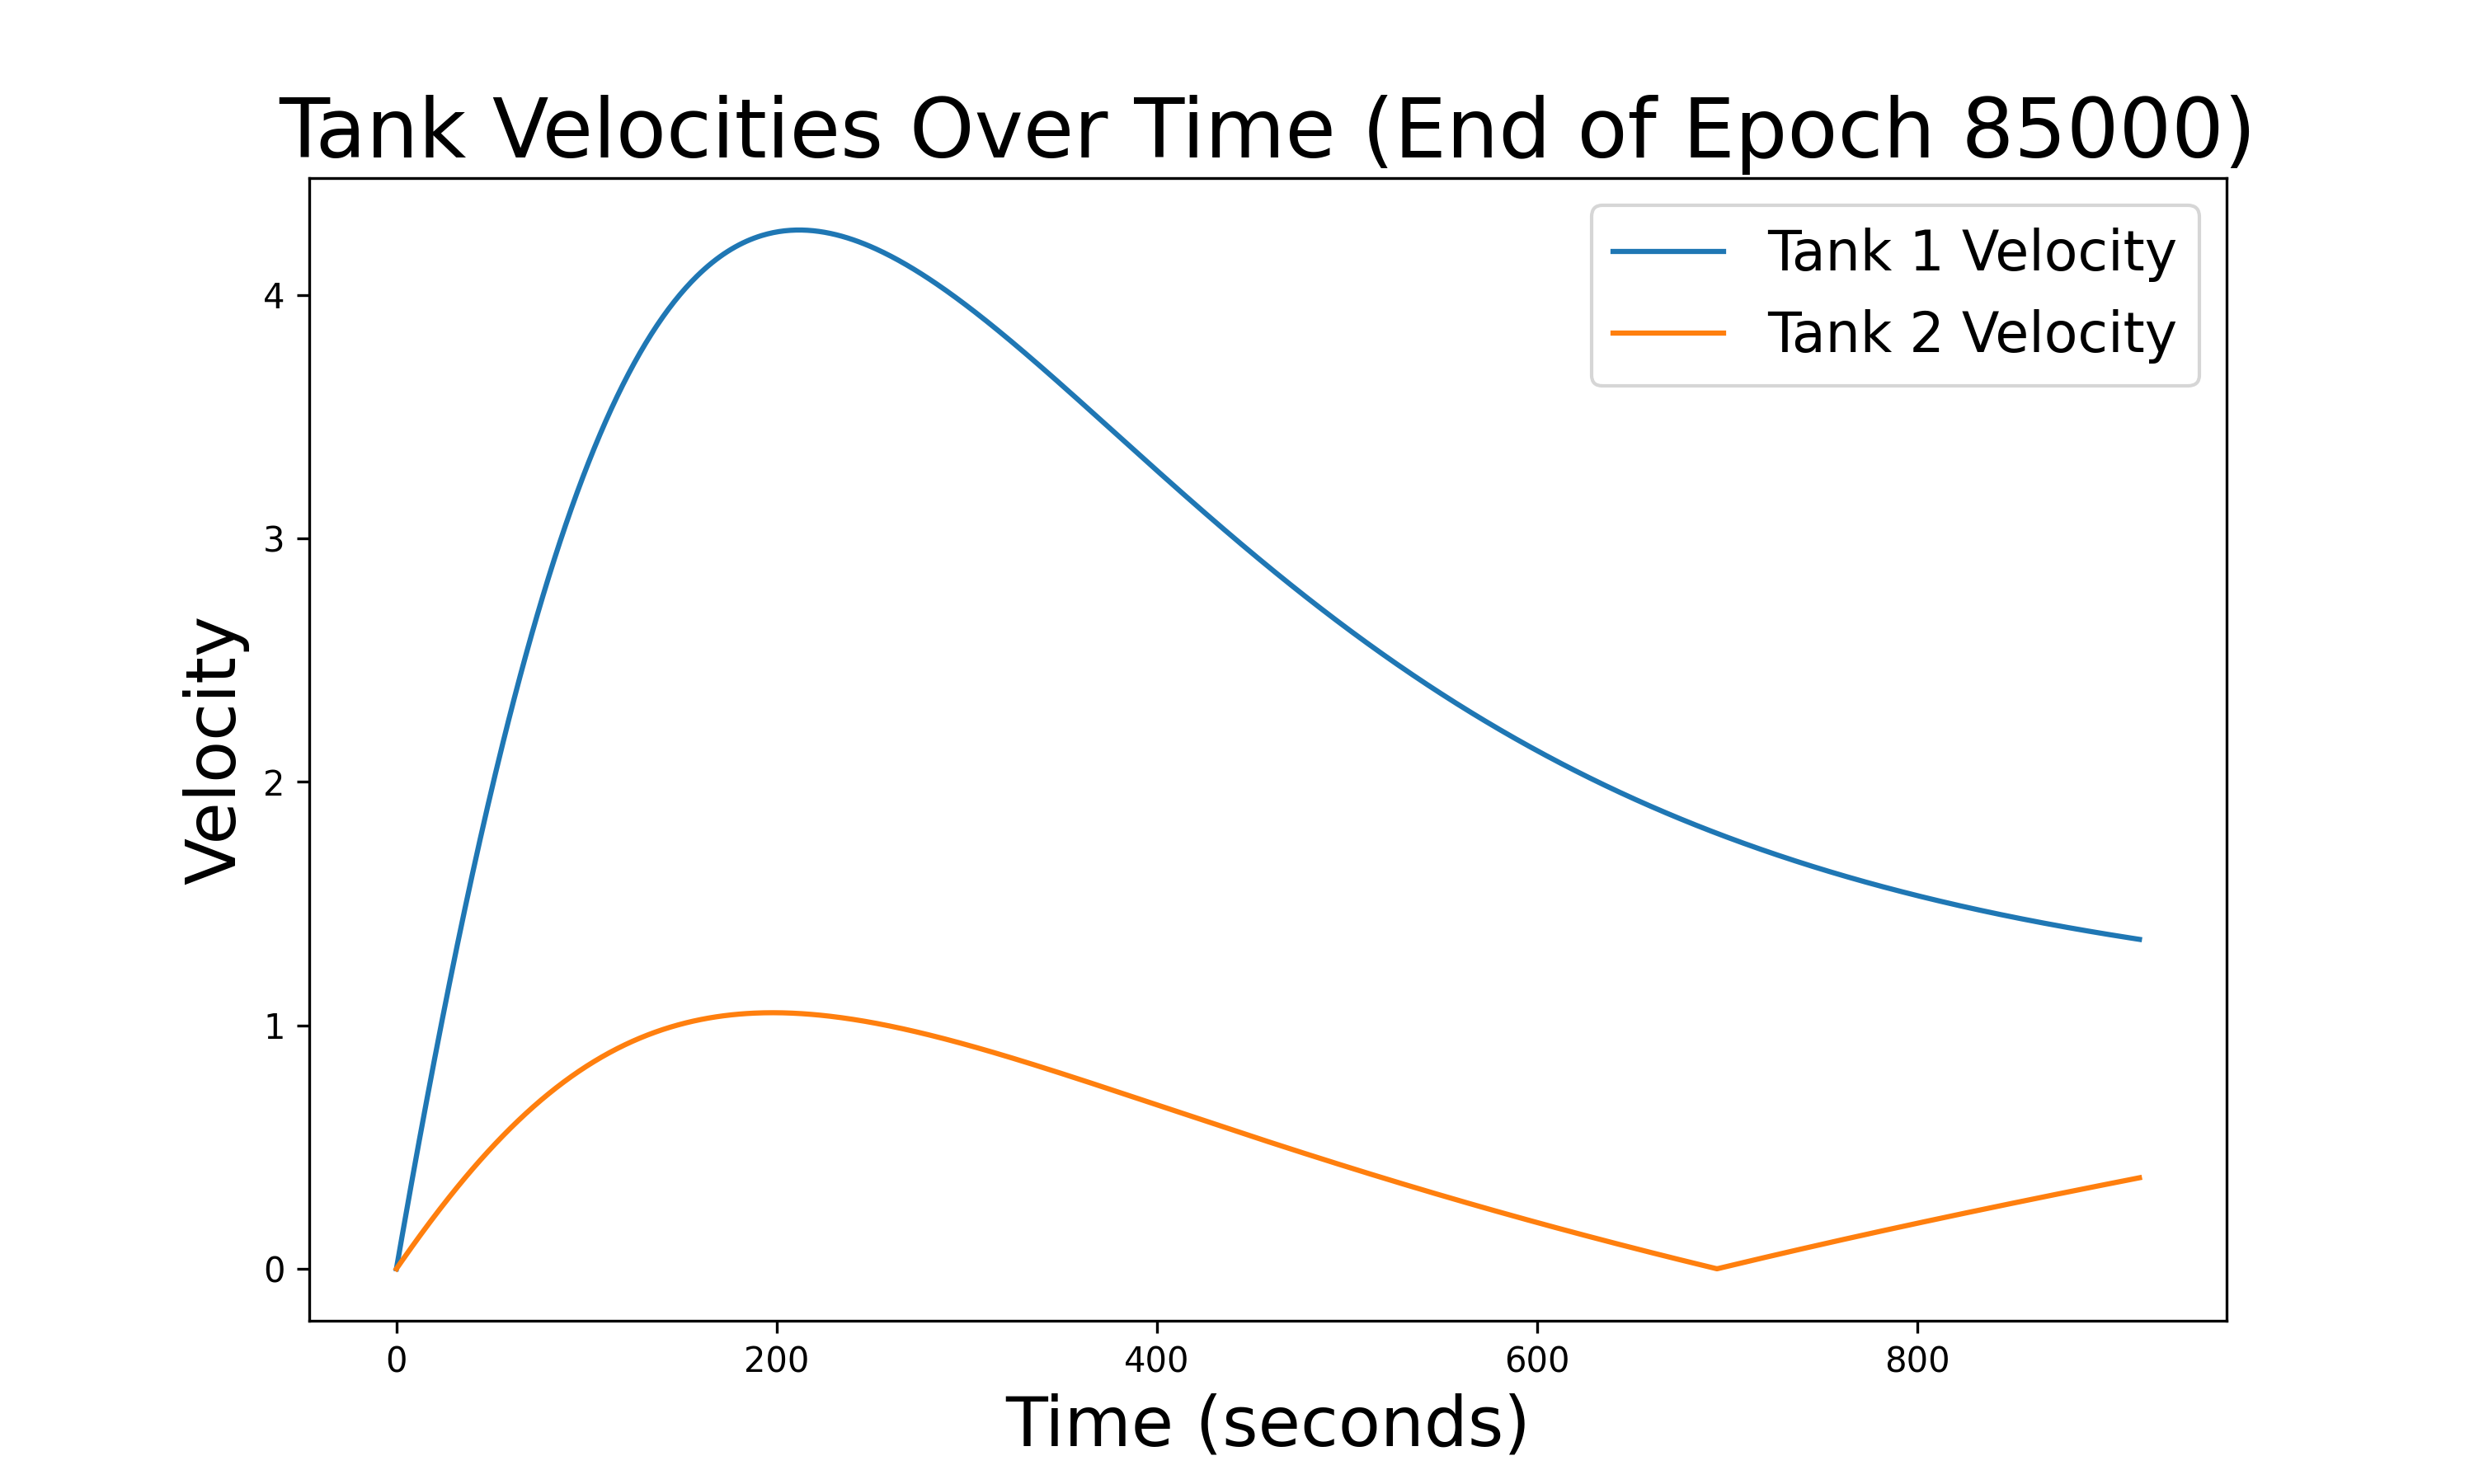 Tank Velocities Over Time (End of Epoch 85000)
Tank 1 Velocity
Tank 2 Velocity
Velocity
4
3
2
1
0
0 200 400 600 800
Time (seconds)